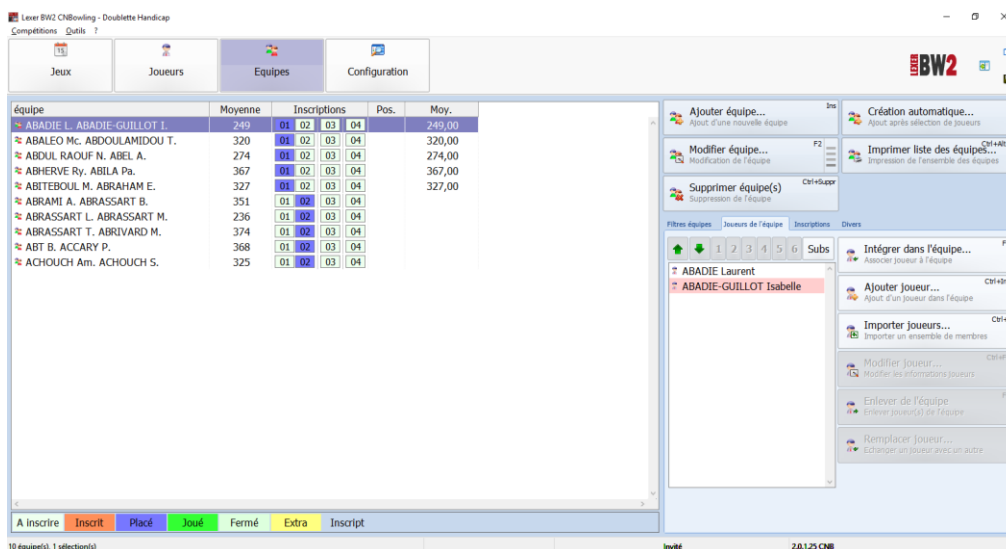 Lexer BW2 CNBowling - Doublette Handicap
Compétitions Outils ?
15
Jeux Joueurs Equipes Configuration
LEXER BW2
équipe Moyenne Inscriptions Pos. Moy.
ABADIE L. ABADIE-GUILLOT I. 249 01 02 03 04 249,00
ABALEO Mc. ABDOULAMIDOU T. 320 01 02 03 04 320,00
ABDUL RAOUF N. ABEL A. 274 01 02 03 04 274,00
ABHERVE Ry. ABILA Pa. 367 01 02 03 04 367,00
ABITEBOUL M. ABRAHAM E. 327 01 02 03 04 327,00
ABRAMI A. ABRASSART B. 351 01 02 03 04
ABRASSART L. ABRASSART M. 236 01 02 03 04
ABRASSART T. ABRIVARD M. 374 01 02 03 04
ABT B. ACCARY P. 368 01 02 03 04
ACHOUCH Am. ACHOUCH S. 325 01 02 03 04
A inscrire Inscrit Placé Joué Fermé Extra Inscript
Ajouter équipe... Ins
Ajout d'une nouvelle équipe
Création automatique...
Ajout après sélection de joueurs
Modifier équipe... F2
Modification de l'équipe
Imprimer liste des équipes... Ctrl+Alt
Impression de l'ensemble des équipes
Supprimer équipe(s) Ctrl+Suppr
Suppression de l'équipe
Filtres équipes Joueurs de l'équipe Inscriptions Divers
1 2 3 4 5 6 Subs
ABADIE Laurent
ABADIE-GUILLOT Isabelle
Intégrer dans l'équipe...
Associer joueur à l'équipe
Ajouter joueur... Ctrl+In
Ajout d'un joueur dans l'équipe
Importer joueurs... Ctrl+
Importer un ensemble de membres
Modifier joueur...
Modifier les informations joueurs
Enlever de l'équipe
Enlever joueur(s) de l'équipe
Remplacer joueur...
Echanger un joueur avec un autre
10 équipe(s), 1 sélection(s) Invité 2.0.1.25 CNB